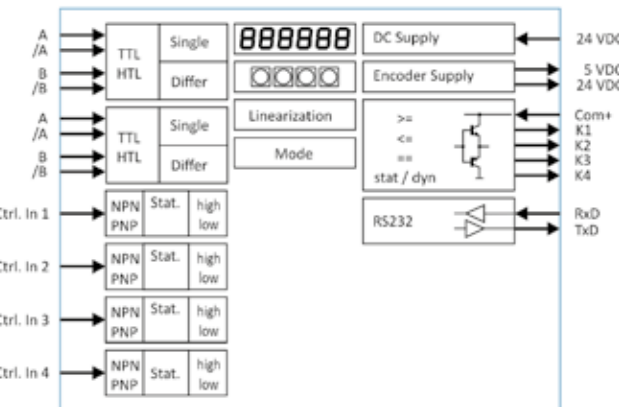 A
/A
B
/B
TTL
HTL
Single
Differ
888888
DC Supply
24 VDC
Encoder Supply
5 VDC
24 VDC
A
/A
B
/B
TTL
HTL
Single
Differ
Linearization
Mode
>=
<=
==
stat / dyn
Com+
K1
K2
K3
K4
RS232
RxD
TxD
Ctrl. In 1
NPN
PNP
Stat.
high
low
Ctrl. In 2
NPN
PNP
Stat.
high
low
Ctrl. In 3
NPN
PNP
Stat.
high
low
Ctrl. In 4
NPN
PNP
Stat.
high
low